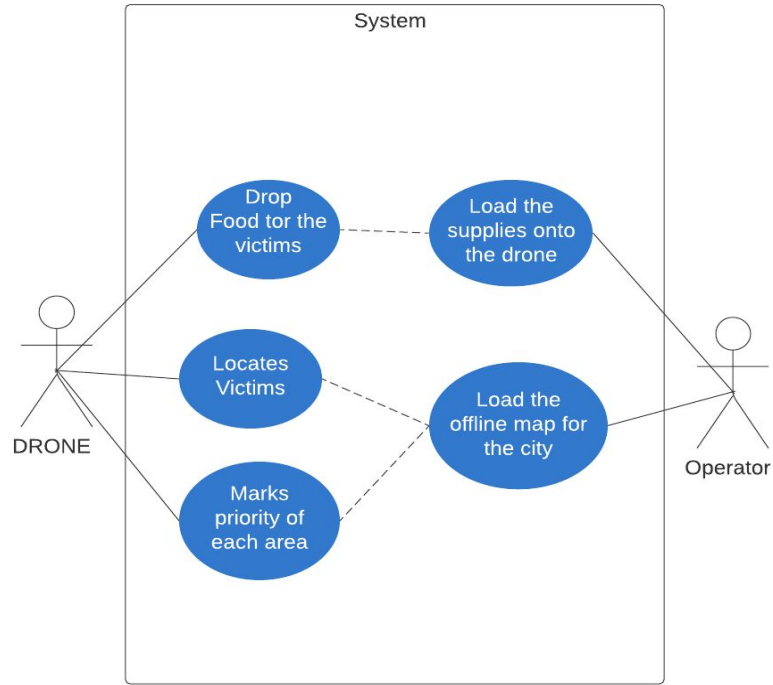 System
Drop
Food tor the
victims
Load the
supplies onto
the drone
Locates
Victims
Load the
offline map for
the city
DRONE
Operator
Marks
priority of
each area